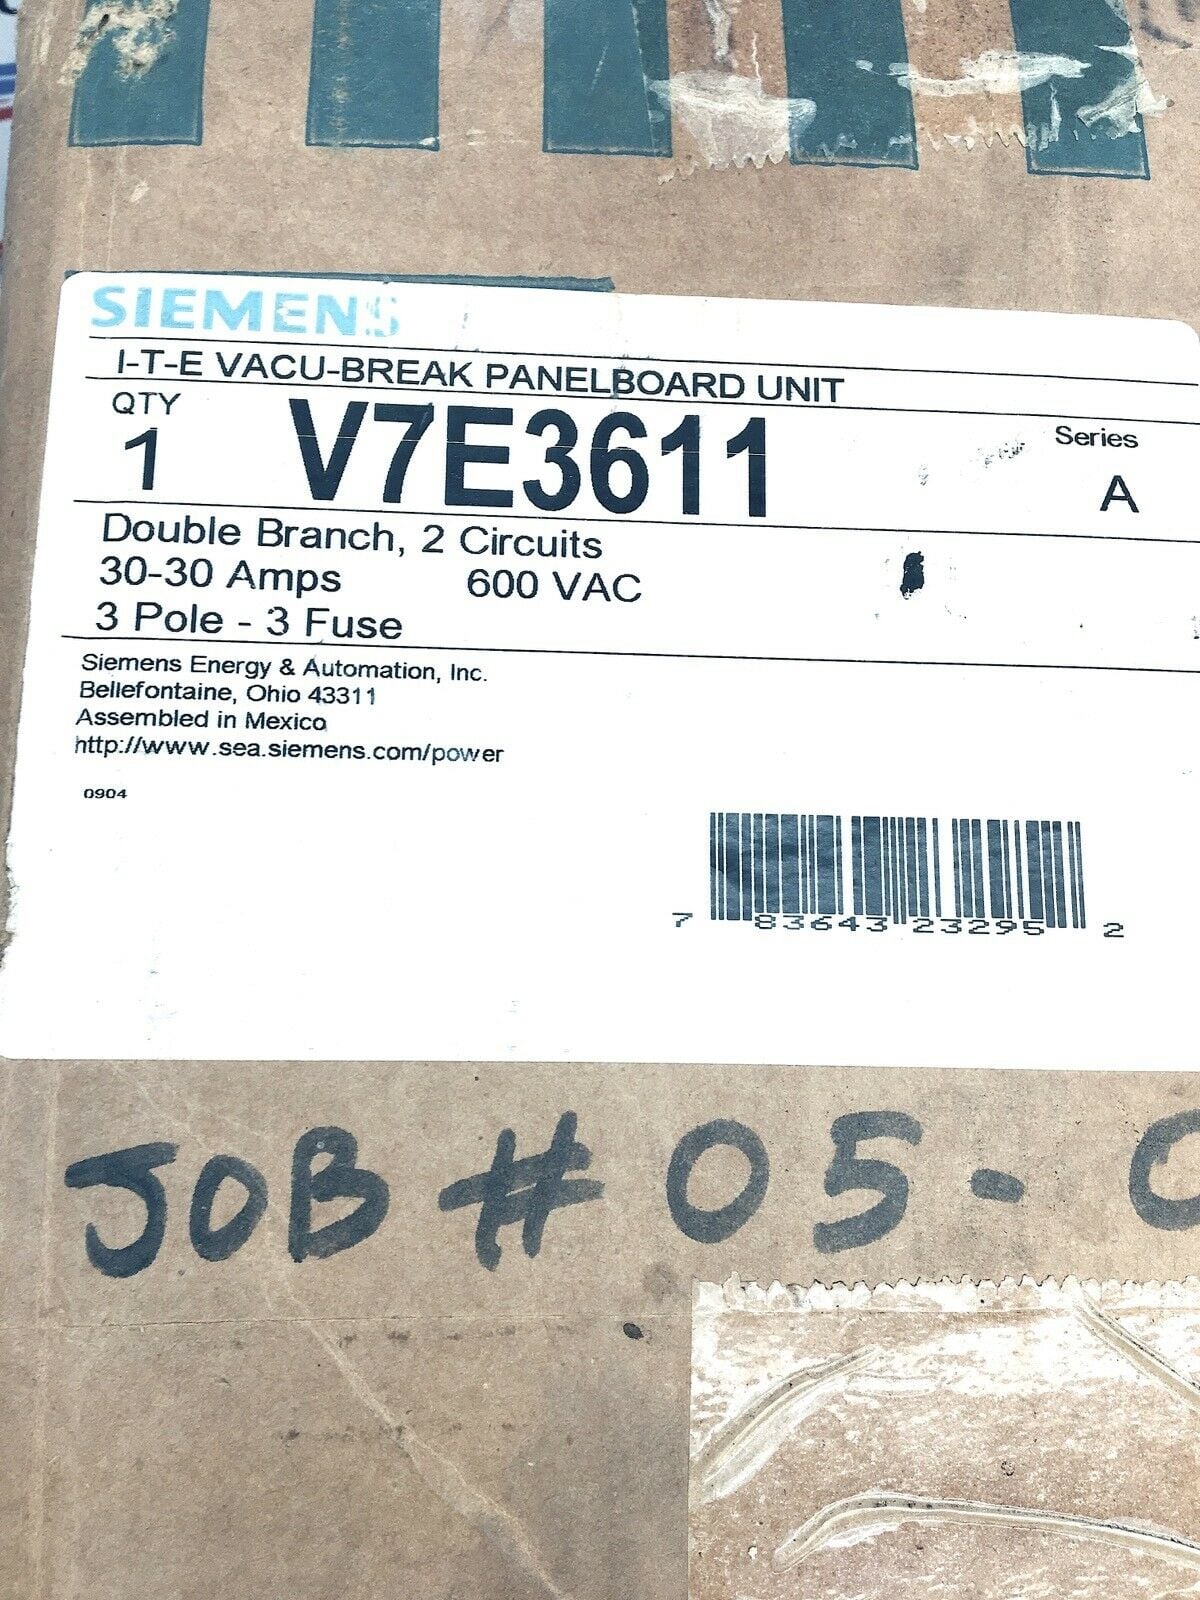 SIEMENS
I-T-E VACU-BREAK PANELBOARD UNIT
QTY
1 V7E3611
Series
A
Double Branch, 2 Circuits
30-30 Amps 600 VAC
3 Pole - 3 Fuse
Siemens Energy & Automation, Inc.
Bellefontaine, Ohio 43311
Assembled in Mexico
http://www.sea.siemens.com/power
0904
7 83643 23295 2
JOB # 05-0